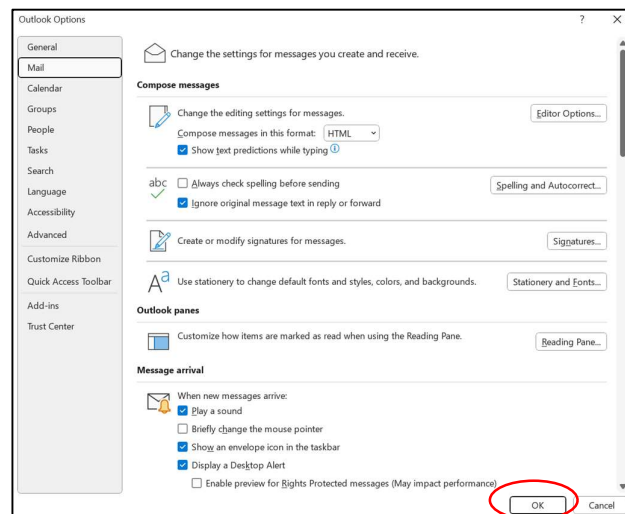 Outlook Options
?
X
General
Mail
Calendar
Groups
People
Tasks
Search
Language
Accessibility
Advanced
Customize Ribbon
Quick Access Toolbar
Add-ins
Trust Center
Change the settings for messages you create and receive.
Compose messages
Change the editing settings for messages.
Editor Options...
Compose messages in this format: HTML
Show text predictions while typing
abc
Always check spelling before sending
Spelling and Autocorrect...
Ignore original message text in reply or forward
Create or modify signatures for messages.
Signatures...
Aa
Use stationery to change default fonts and styles, colors, and backgrounds.
Stationery and Fonts...
Outlook panes
Customize how items are marked as read when using the Reading Pane.
Reading Pane...
Message arrival
When new messages arrive:
Play a sound
Briefly change the mouse pointer
Show an envelope icon in the taskbar
Display a Desktop Alert
Enable preview for Rights Protected messages (May impact performance)
OK
Cancel